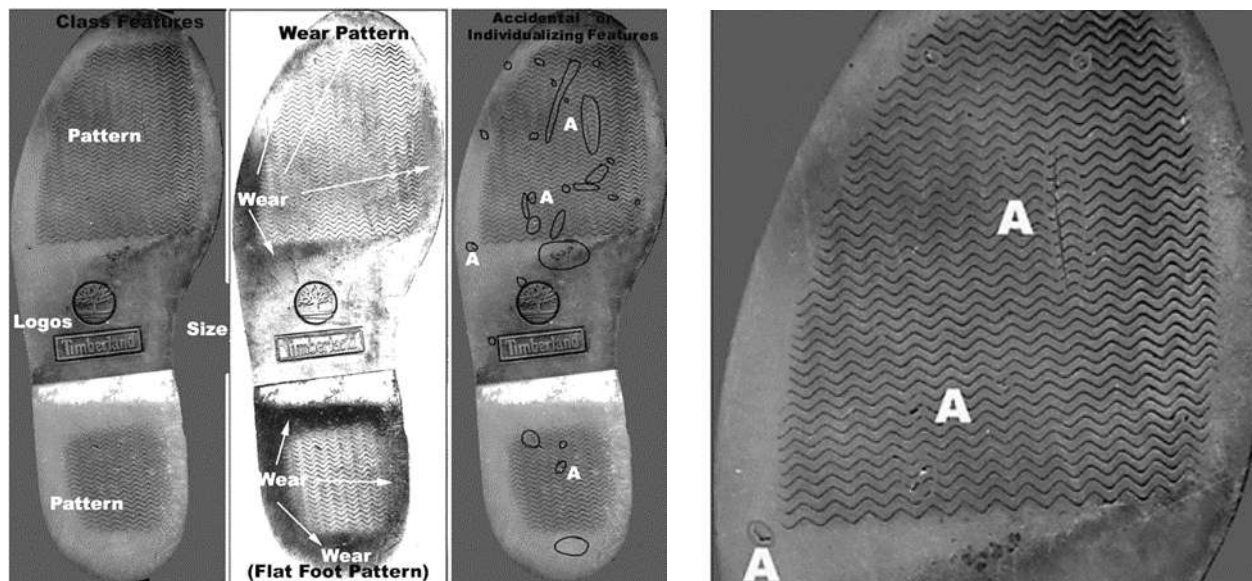 Class Features
Pattern
Logos
Timberland
Size
Pattern
Wear Pattern
Wear
Timberland
Wear
Wear
(Flat Foot Pattern)
Accidental or
Individualizing Features
A
A
A
Timberland
A
A
A
A